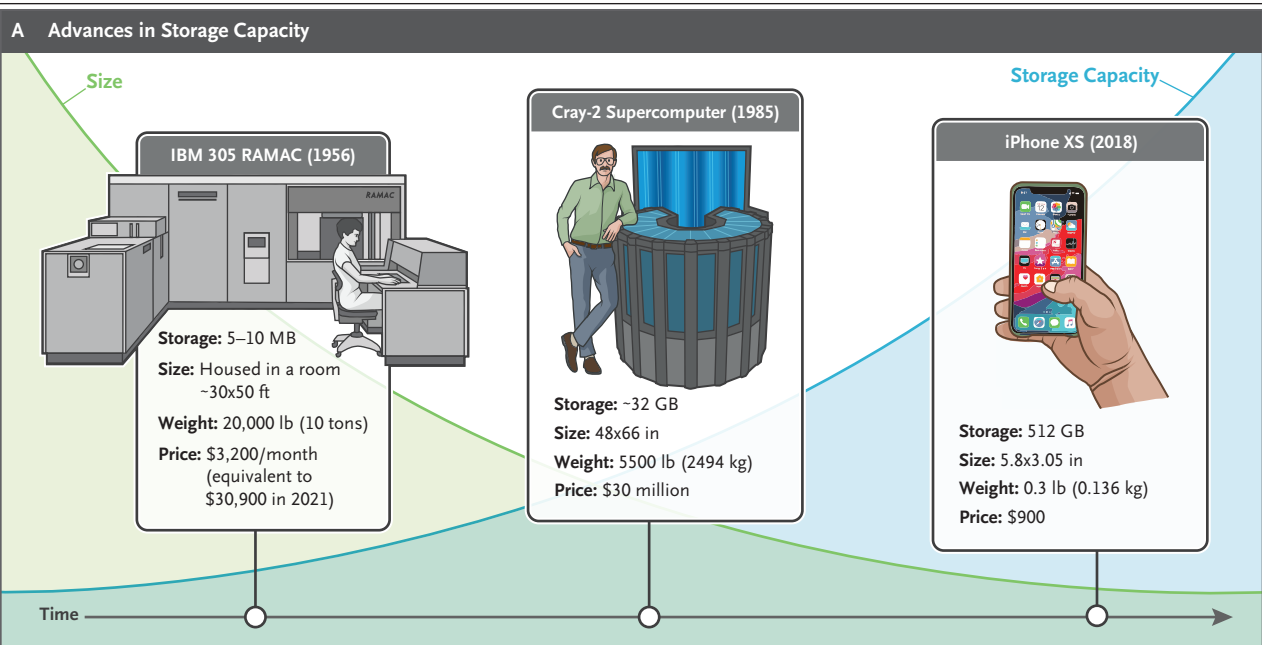 A Advances in Storage Capacity
Size
Storage Capacity
IBM 305 RAMAC (1956)
RAMAC
Storage: 5–10 MB
Size: Housed in a room
~30x50 ft
Weight: 20,000 lb (10 tons)
Price: $3,200/month
(equivalent to
$30,900 in 2021)
Cray-2 Supercomputer (1985)
Storage: ~32 GB
Size: 48x66 in
Weight: 5500 lb (2494 kg)
Price: $30 million
iPhone XS (2018)
Storage: 512 GB
Size: 5.8x3.05 in
Weight: 0.3 lb (0.136 kg)
Price: $900
Time